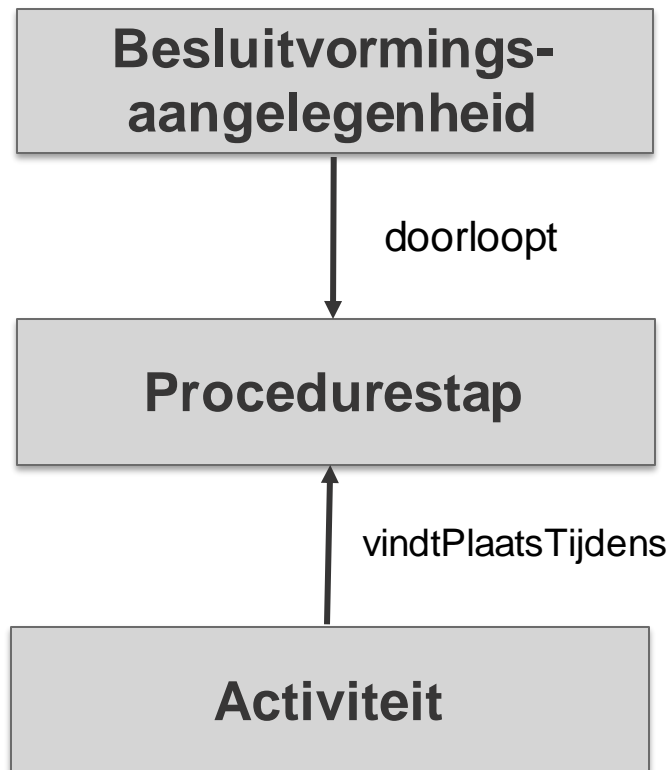 Besluitvormings-
aangelegenheid
doorloopt
Procedurestap
vindtPlaatsTijdens
Activiteit